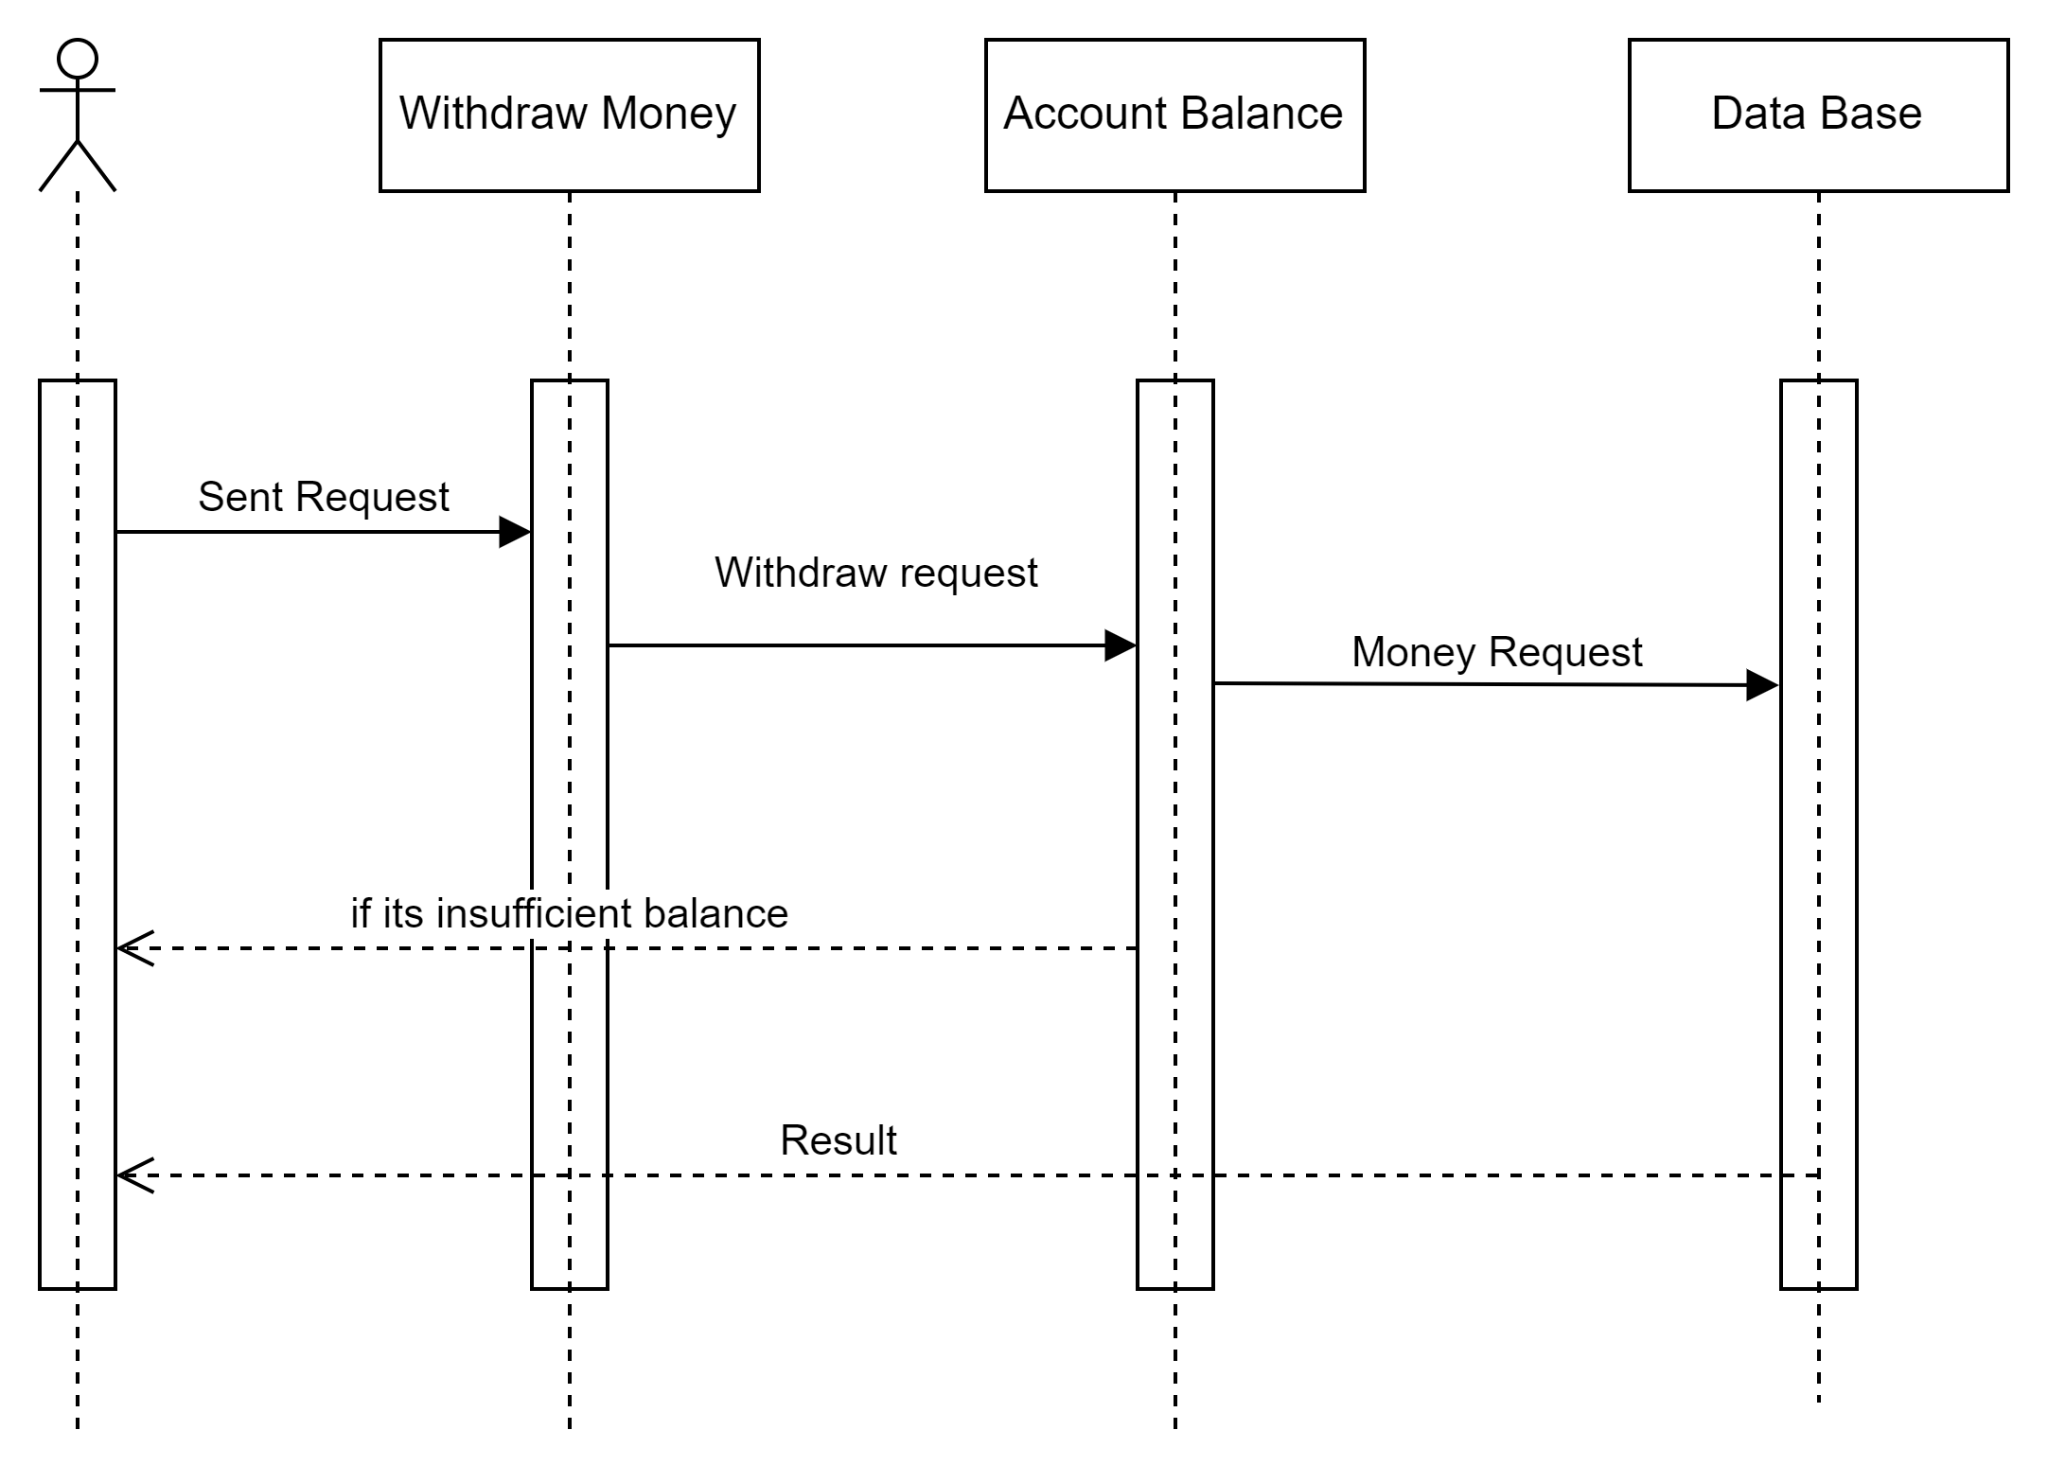 Withdraw Money
Account Balance
Data Base
Sent Request
Withdraw request
Money Request
if its insufficient balance
Result